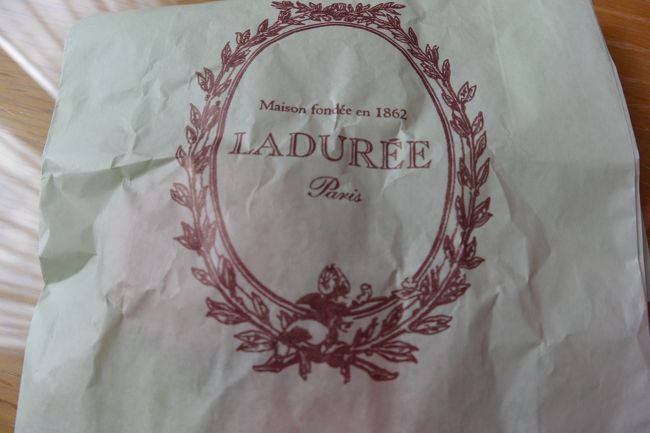 Maison fondée en 1862
LADURÉE
Paris